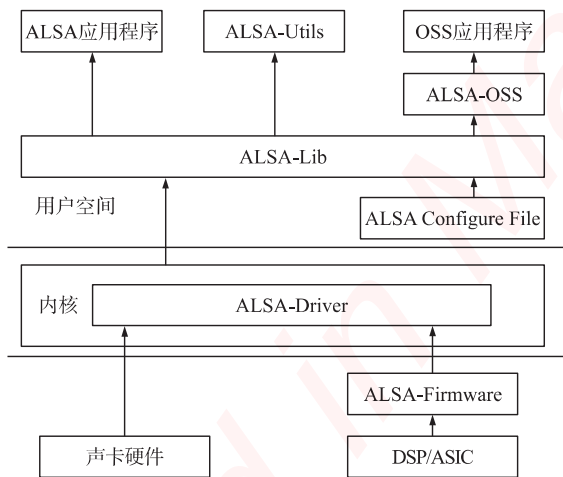 ALSA应用程序
ALSA-Utils
OSS应用程序
ALSA-OSS
ALSA-Lib
用户空间
ALSA Configure File
内核
ALSA-Driver
ALSA-Firmware
声卡硬件
DSP/ASIC